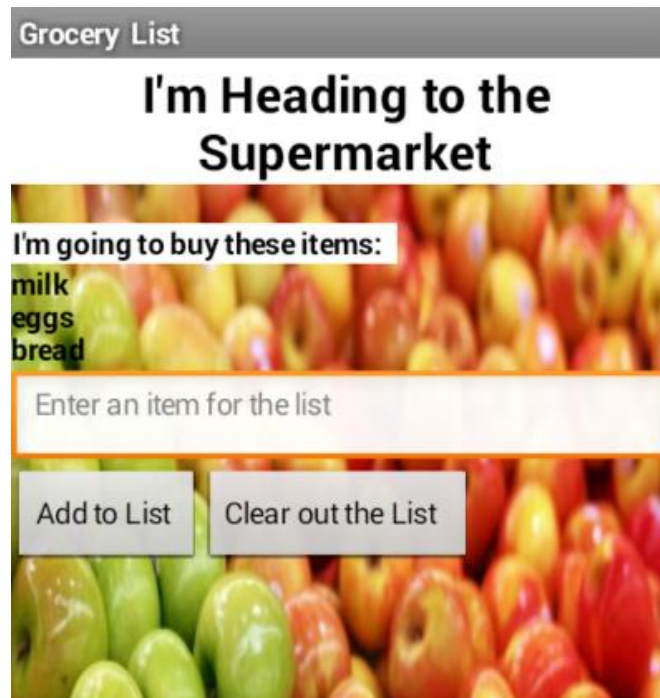 Grocery List
I'm Heading to the
Supermarket
I'm going to buy these items:
milk
eggs
bread
Enter an item for the list
Add to List
Clear out the List